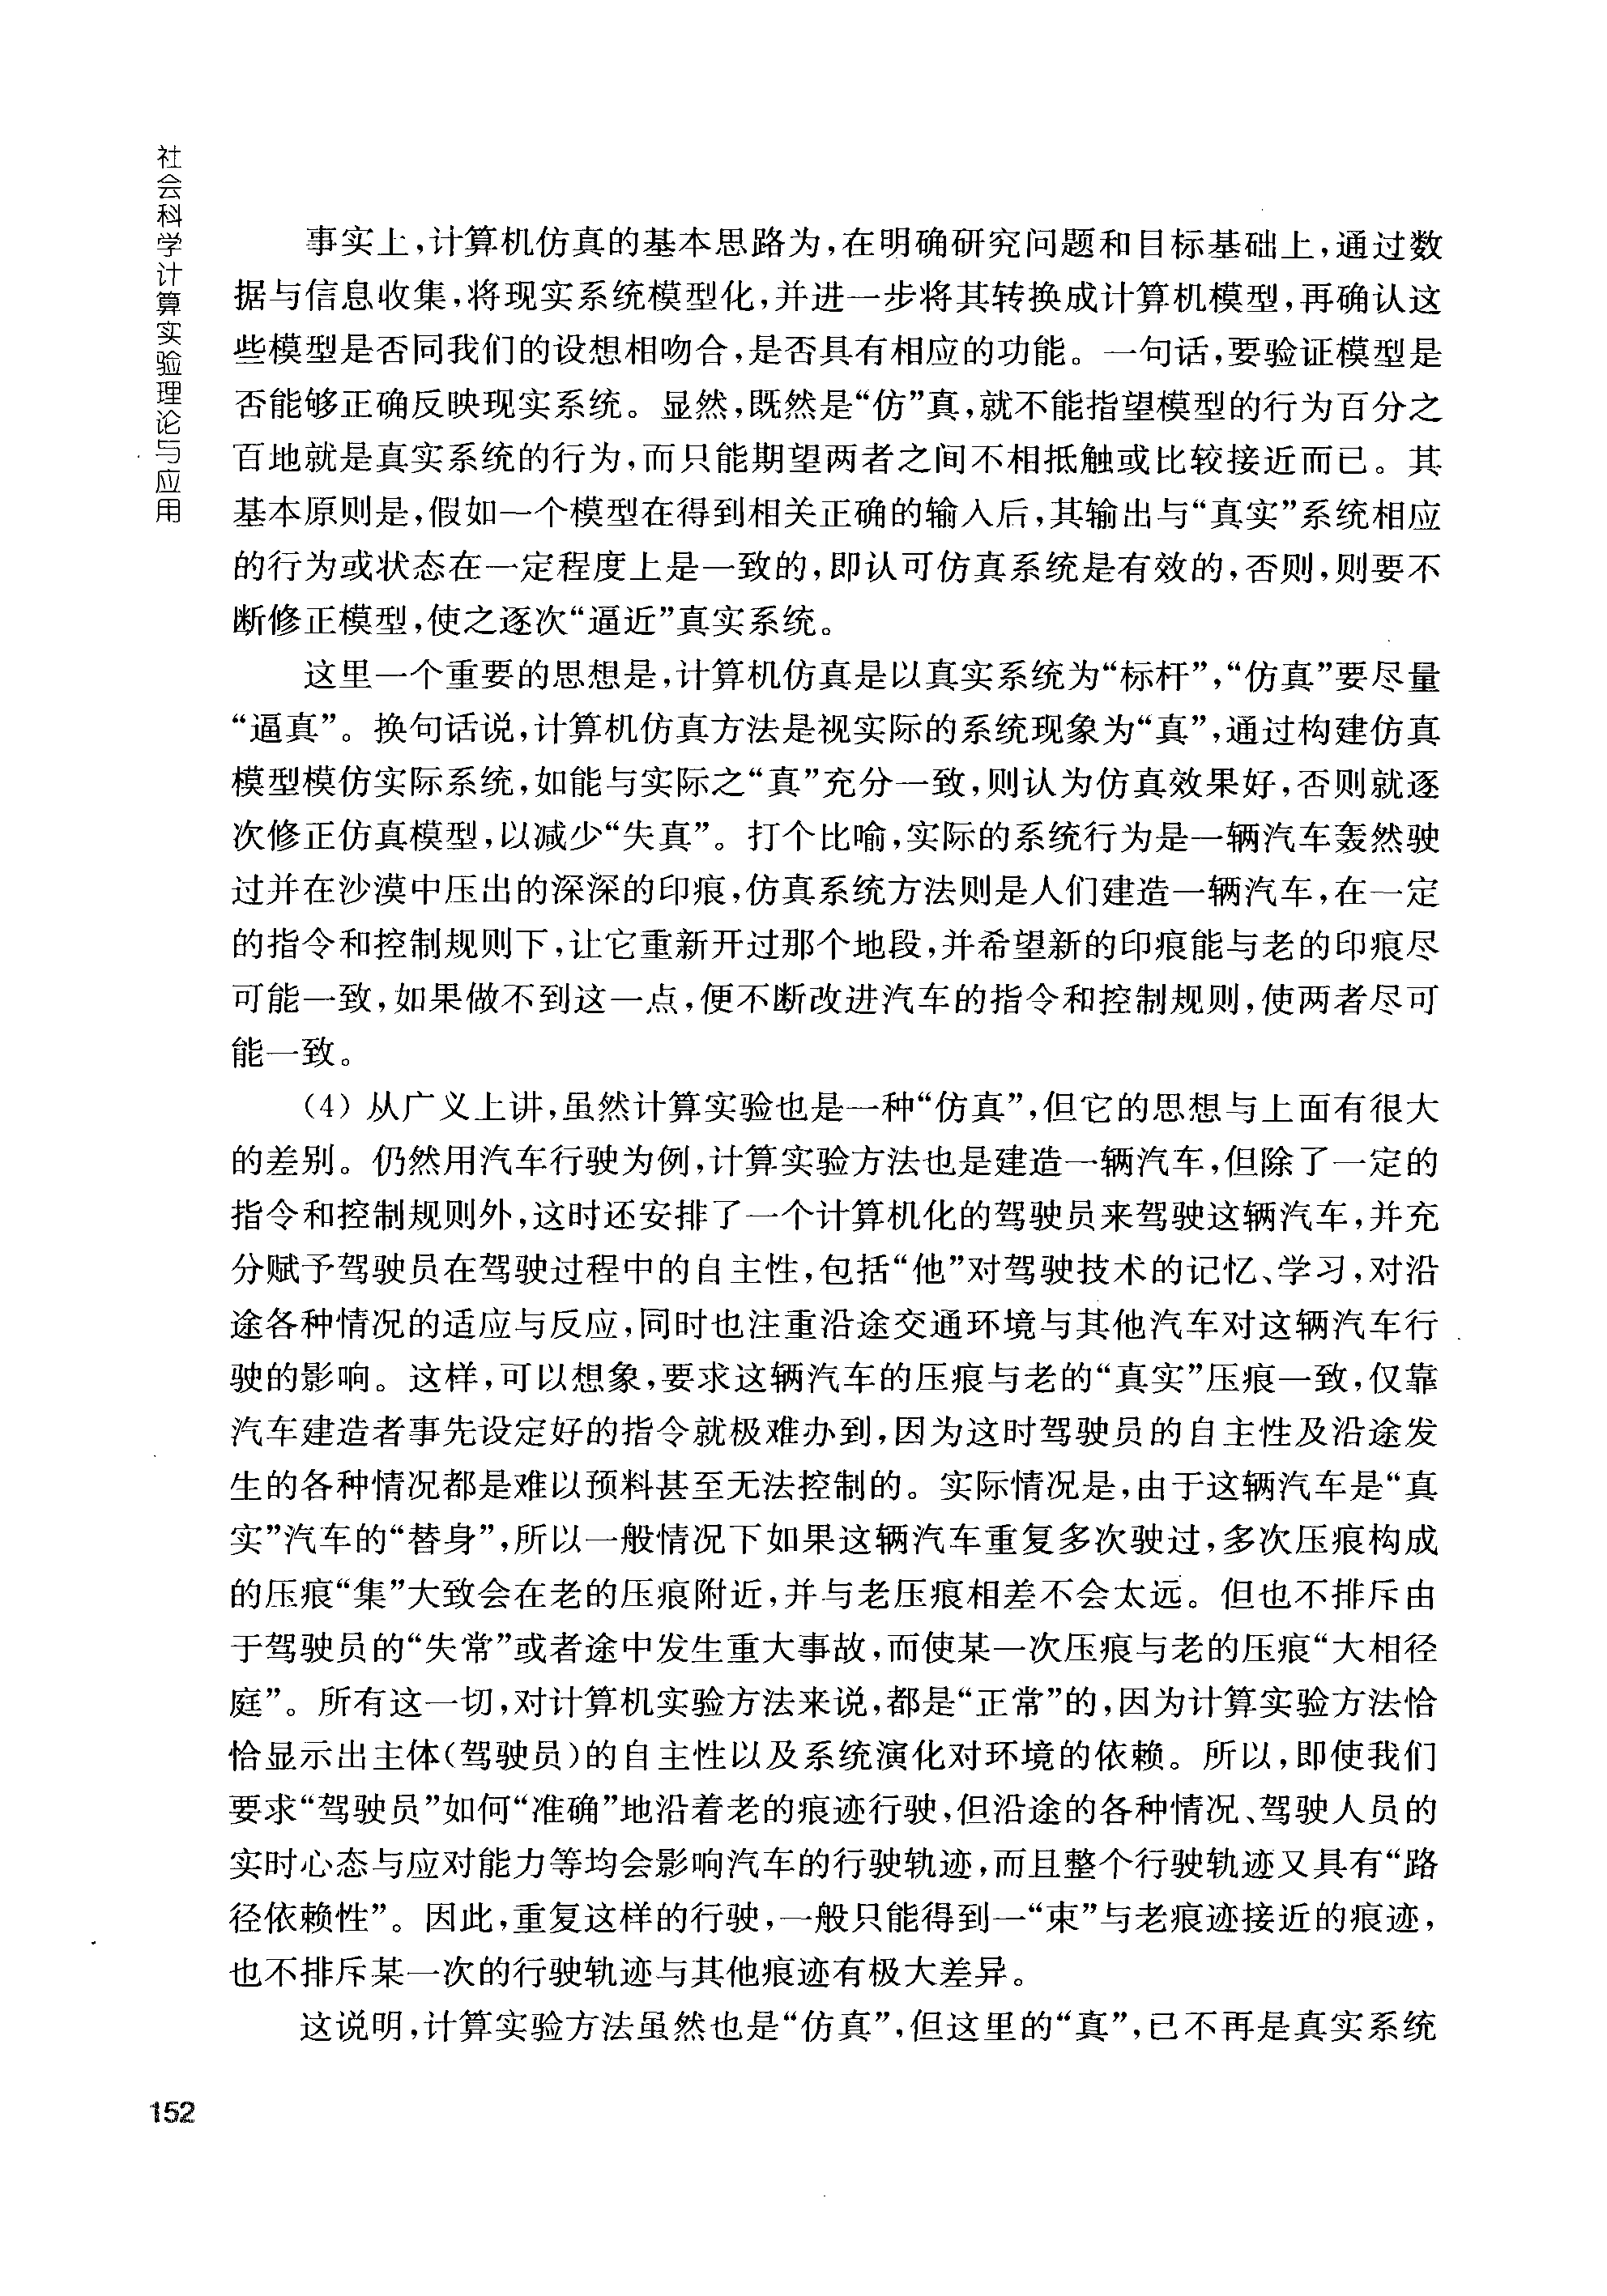 社会科学计算实验理论与应用
事实上,计算机仿真的基本思路为,在明确研究问题和目标基础上,通过数
据与信息收集,将现实系统模型化,并进一步将其转换成计算机模型,再确认这
些模型是否同我们的设想相吻合,是否具有相应的功能。一句话,要验证模型是
否能够正确反映现实系统。显然,既然是“仿”真,就不能指望模型的行为百分之
百地就是真实系统的行为,而只能期望两者之间不相抵触或比较接近而已。其
基本原则是,假如一个模型在得到相关正确的输入后,其输出与“真实”系统相应
的行为或状态在一定程度上是一致的,即认可仿真系统是有效的,否则,则要不
断修正模型,使之逐次“逼近”真实系统。
这里一个重要的思想是,计算机仿真是以真实系统为“标杆”,“仿真”要尽量
“逼真”。换句话说,计算机仿真方法是视实际的系统现象为“真”,通过构建仿真
模型模仿实际系统,如能与实际之“真”充分一致,则认为仿真效果好,否则就逐
次修正仿真模型,以减少“失真”。打个比喻,实际的系统行为是一辆汽车轰然驶
过并在沙漠中压出的深深的印痕,仿真系统方法则是人们建造一辆汽车,在一定
的指令和控制规则下,让它重新开过那个地段,并希望新的印痕能与老的印痕尽
可能一致,如果做不到这一点,便不断改进汽车的指令和控制规则,使两者尽可
能一致。
(4) 从广义上讲,虽然计算实验也是一种“仿真”,但它的思想与上面有很大
的差别。仍然用汽车行驶为例,计算实验方法也是建造一辆汽车,但除了一定的
指令和控制规则外,这时还安排了一个计算机化的驾驶员来驾驶这辆汽车,并充
分赋予驾驶员在驾驶过程中的自主性,包括“他”对驾驶技术的记忆、学习,对沿
途各种情况的适应与反应,同时也注重沿途交通环境与其他汽车对这辆汽车行
驶的影响。这样,可以想象,要求这辆汽车的压痕与老的“真实”压痕一致,仅靠
汽车建造者事先设定好的指令就极难办到,因为这时驾驶员的自主性及沿途发
生的各种情况都是难以预料甚至无法控制的。实际情况是,由于这辆汽车是“真
实”汽车的“替身”,所以一般情况下如果这辆汽车重复多次驶过,多次压痕构成
的压痕“集”大致会在老的压痕附近,并与老压痕相差不会太远。但也不排斥由
于驾驶员的“失常”或者途中发生重大事故,而使某一次压痕与老的压痕“大相径
庭”。所有这一切,对计算机实验方法来说,都是“正常”的,因为计算实验方法恰
恰显示出主体(驾驶员)的自主性以及系统演化对环境的依赖。所以,即使我们
要求“驾驶员”如何“准确”地沿着老的痕迹行驶,但沿途的各种情况、驾驶人员的
实时心态与应对能力等均会影响汽车的行驶轨迹,而且整个行驶轨迹又具有“路
径依赖性”。因此,重复这样的行驶,一般只能得到一“束”与老痕迹接近的痕迹,
也不排斥某一次的行驶轨迹与其他痕迹有极大差异。
这说明,计算实验方法虽然也是“仿真”,但这里的“真”,已不再是真实系统
152